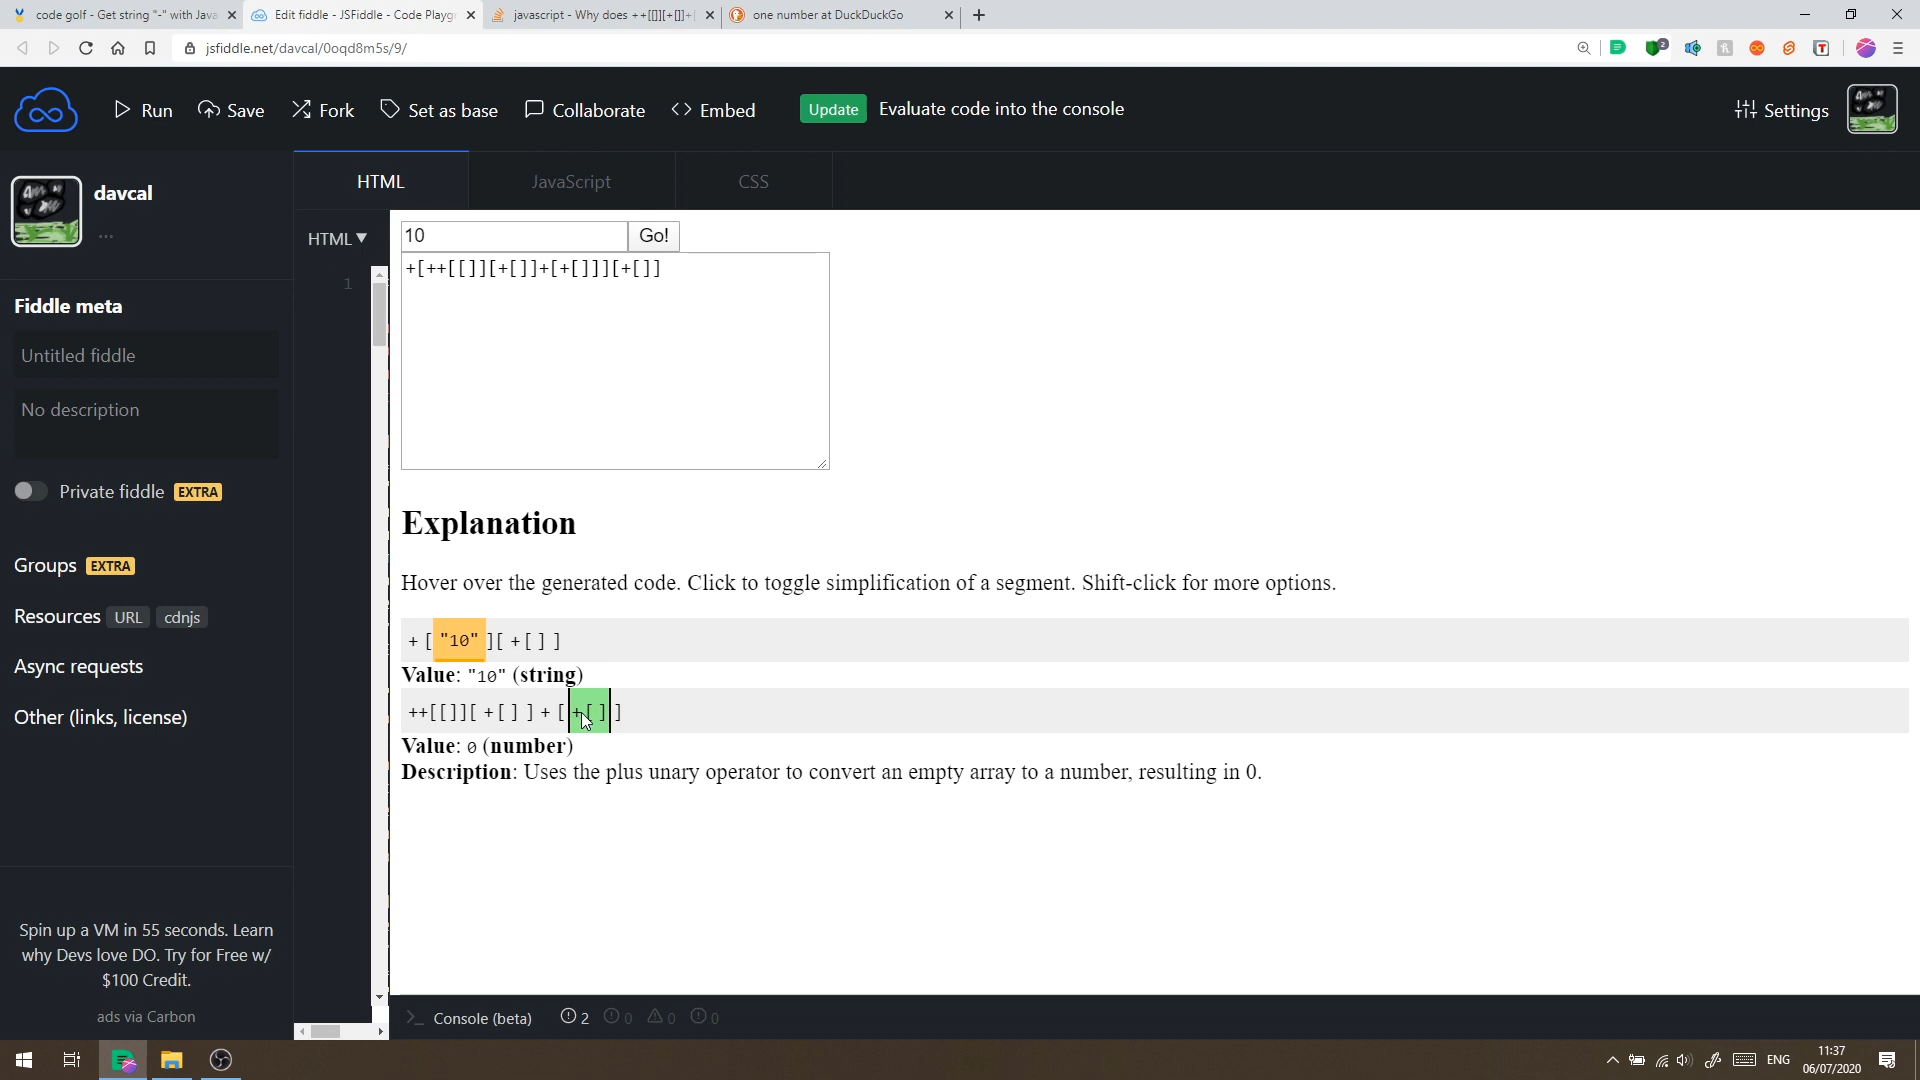 code golf - Get string "-" with Java
Edit fiddle - JSFiddle - Code Playgr
javascript - Why does ++[[]][+[]]+[
one number at DuckDuckGo
jsfiddle.net/davcal/0oqd8m5s/9/
2
Run
Save
Fork
Set as base
Collaborate
Embed
Update
Evaluate code into the console
Settings
davcal
...
HTML
JavaScript
CSS
HTML▼
1
10
Go!
+[++[[]][+[]]+[+[]]][+[]]
Fiddle meta
Untitled fiddle
No description
Private fiddle EXTRA
Groups EXTRA
Resources URL cdnjs
Async requests
Other (links, license)
Explanation
Hover over the generated code. Click to toggle simplification of a segment. Shift-click for more options.
+ [ "10" ][ +[ ] ]
Value: "10" (string)
++[[]][ +[ ] ] + [ +[ ] ]
Value: 0 (number)
Description: Uses the plus unary operator to convert an empty array to a number, resulting in 0.
Spin up a VM in 55 seconds. Learn
why Devs love DO. Try for Free w/
$100 Credit.
ads via Carbon
>_ Console (beta)
2
0
0
0
ENG
11:37
06/07/2020